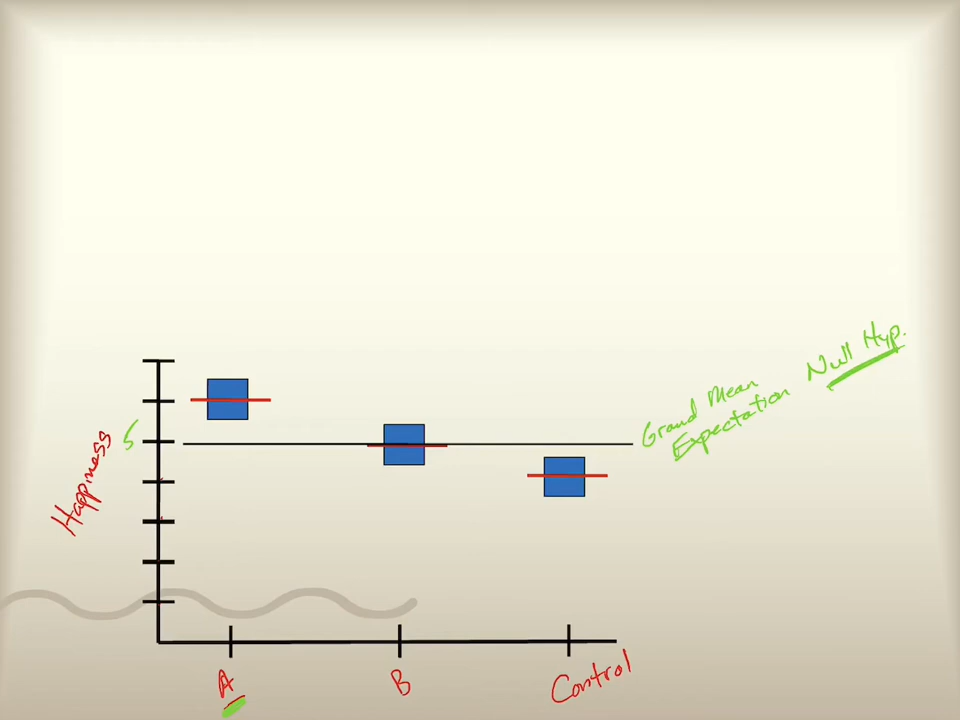 Null Hyp.
Grand Mean
Expectation
5
Happiness
A
B
Control